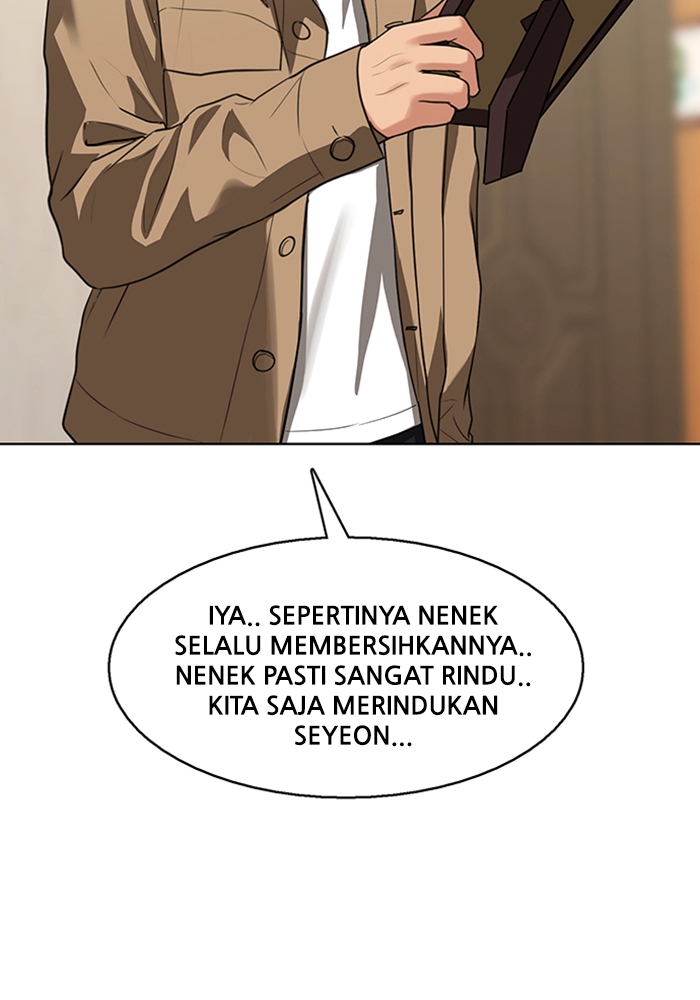 IYA.. SEPERTINYA NENEK
SELALU MEMBERSIHKANNYA..
NENEK PASTI SANGAT RINDU..
KITA SAJA MERINDUKAN
SEYEON...